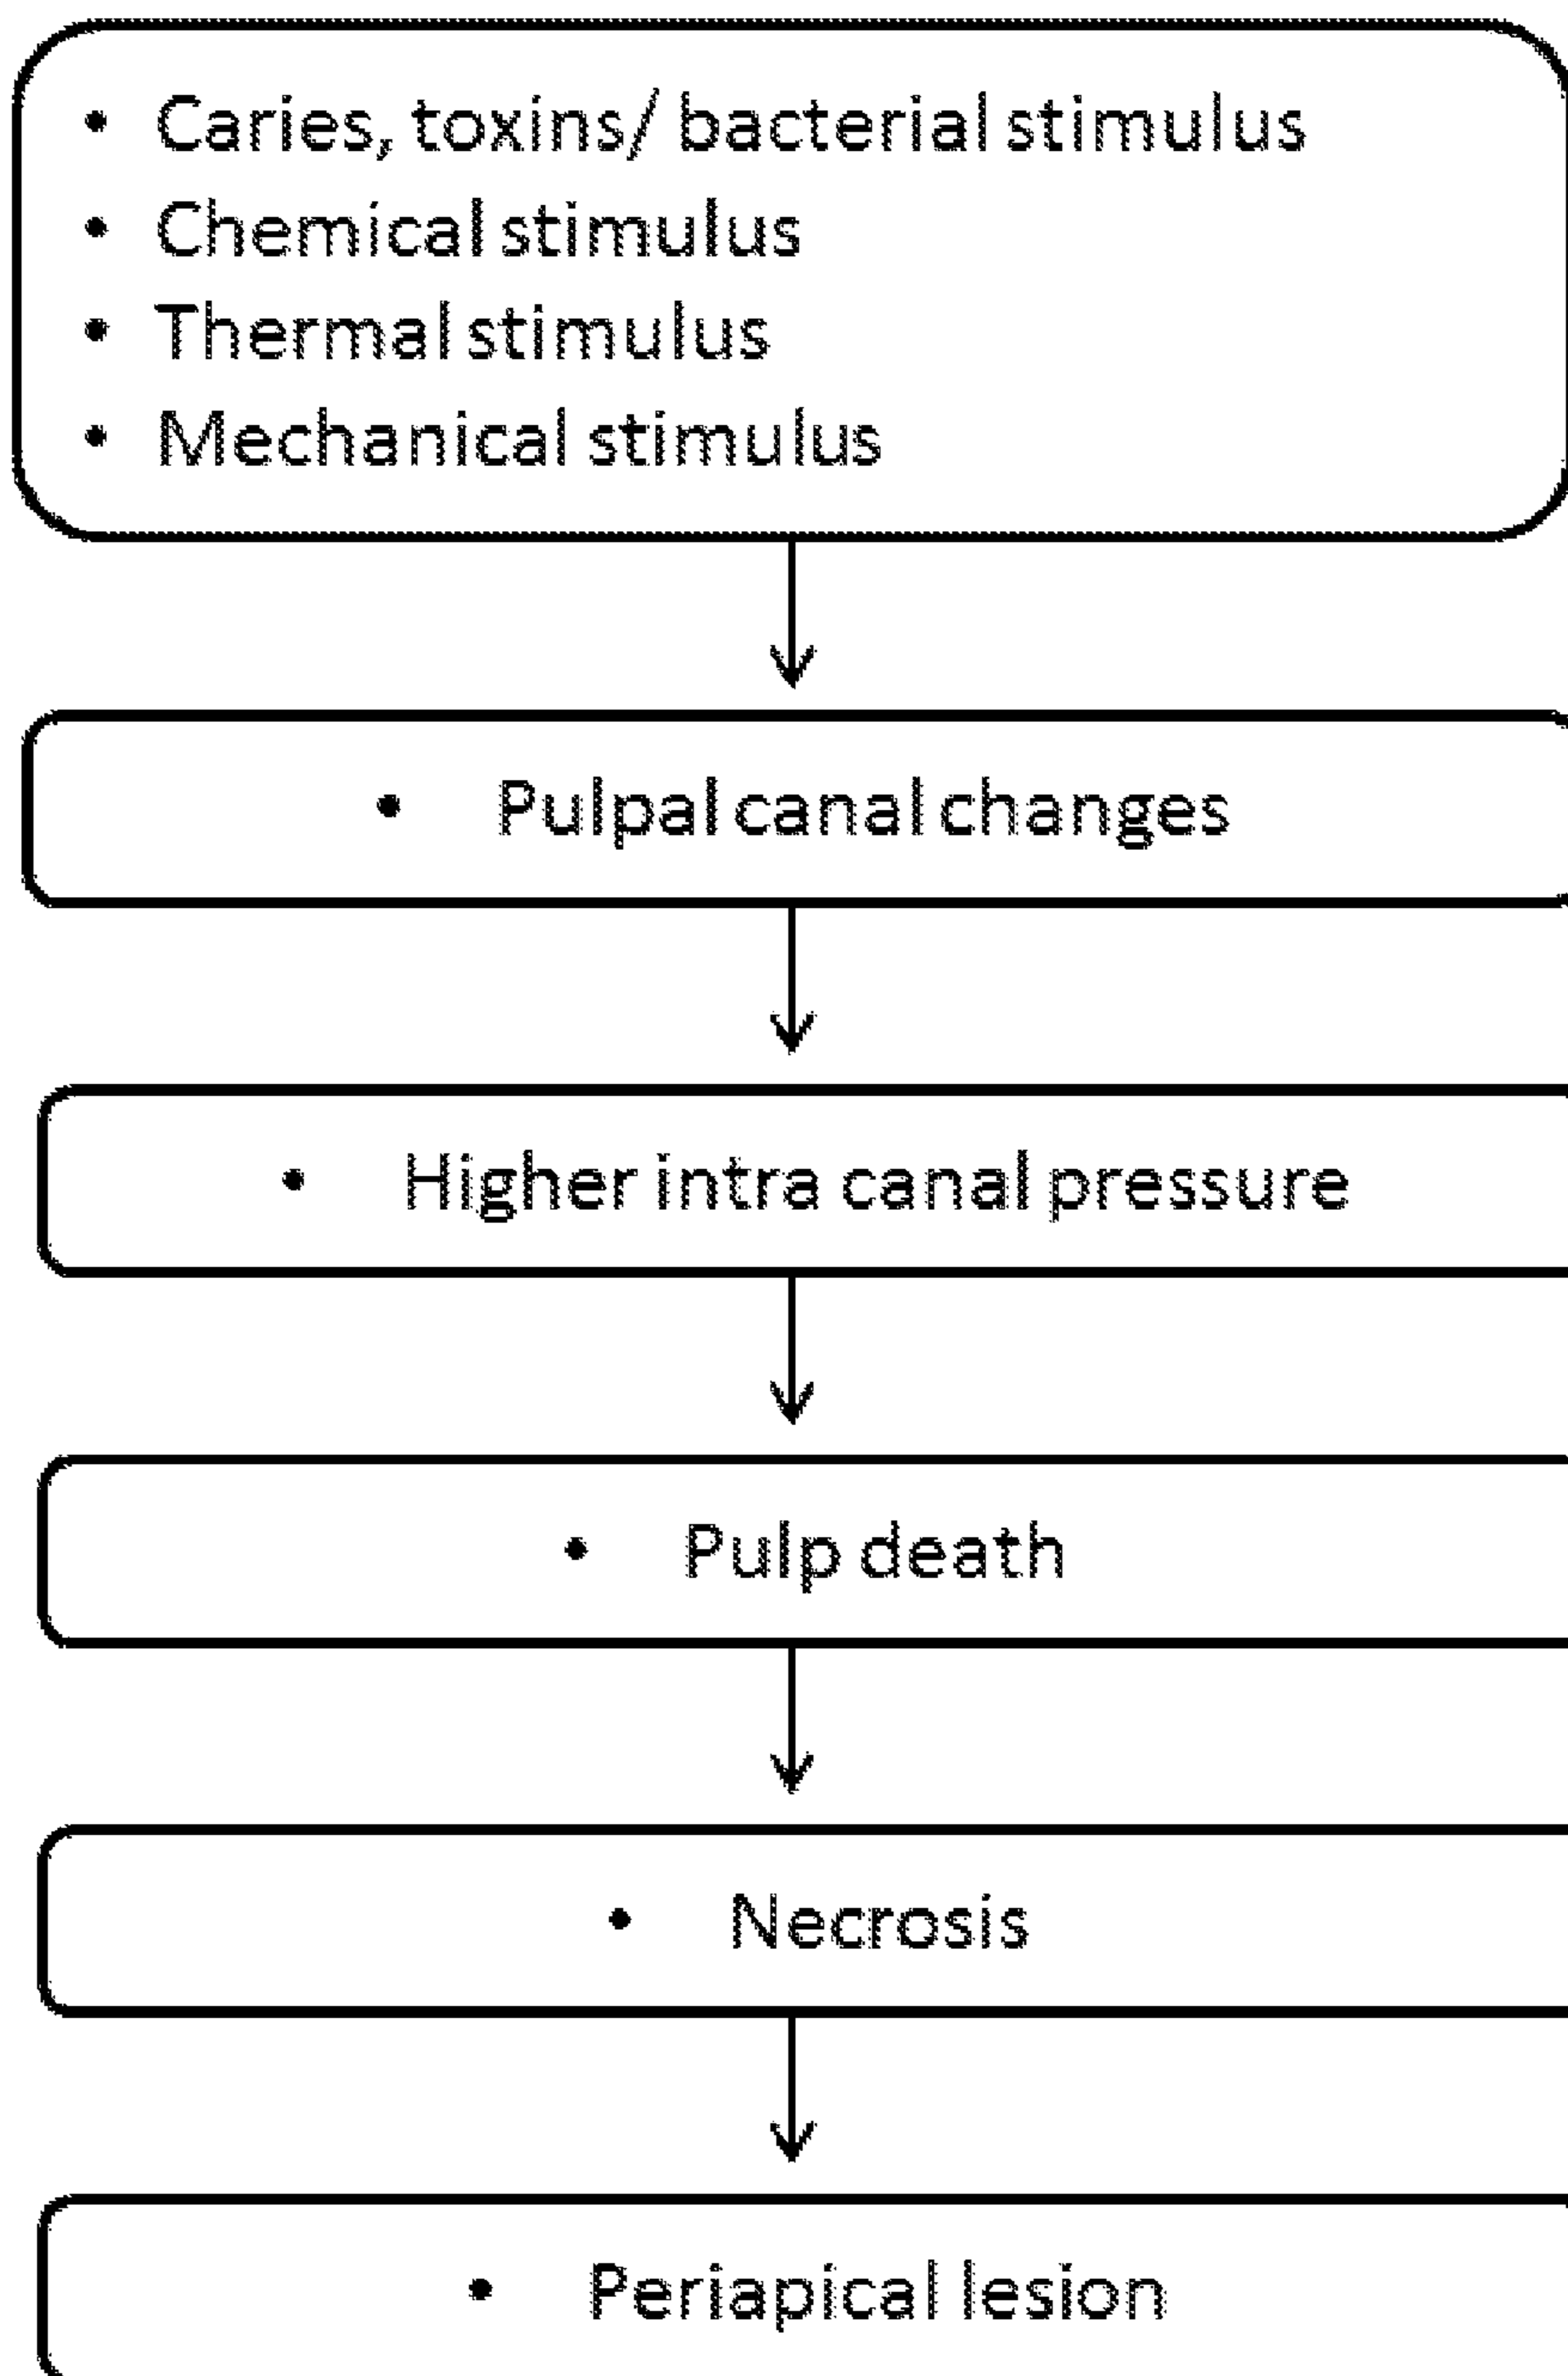 • Caries, toxins/ bacterial stimulus
• Chemical stimulus
• Thermal stimulus
• Mechanical stimulus
• Pulpal canal changes
• Higher intra canal pressure
• Pulp death
• Necrosis
• Periapical lesion